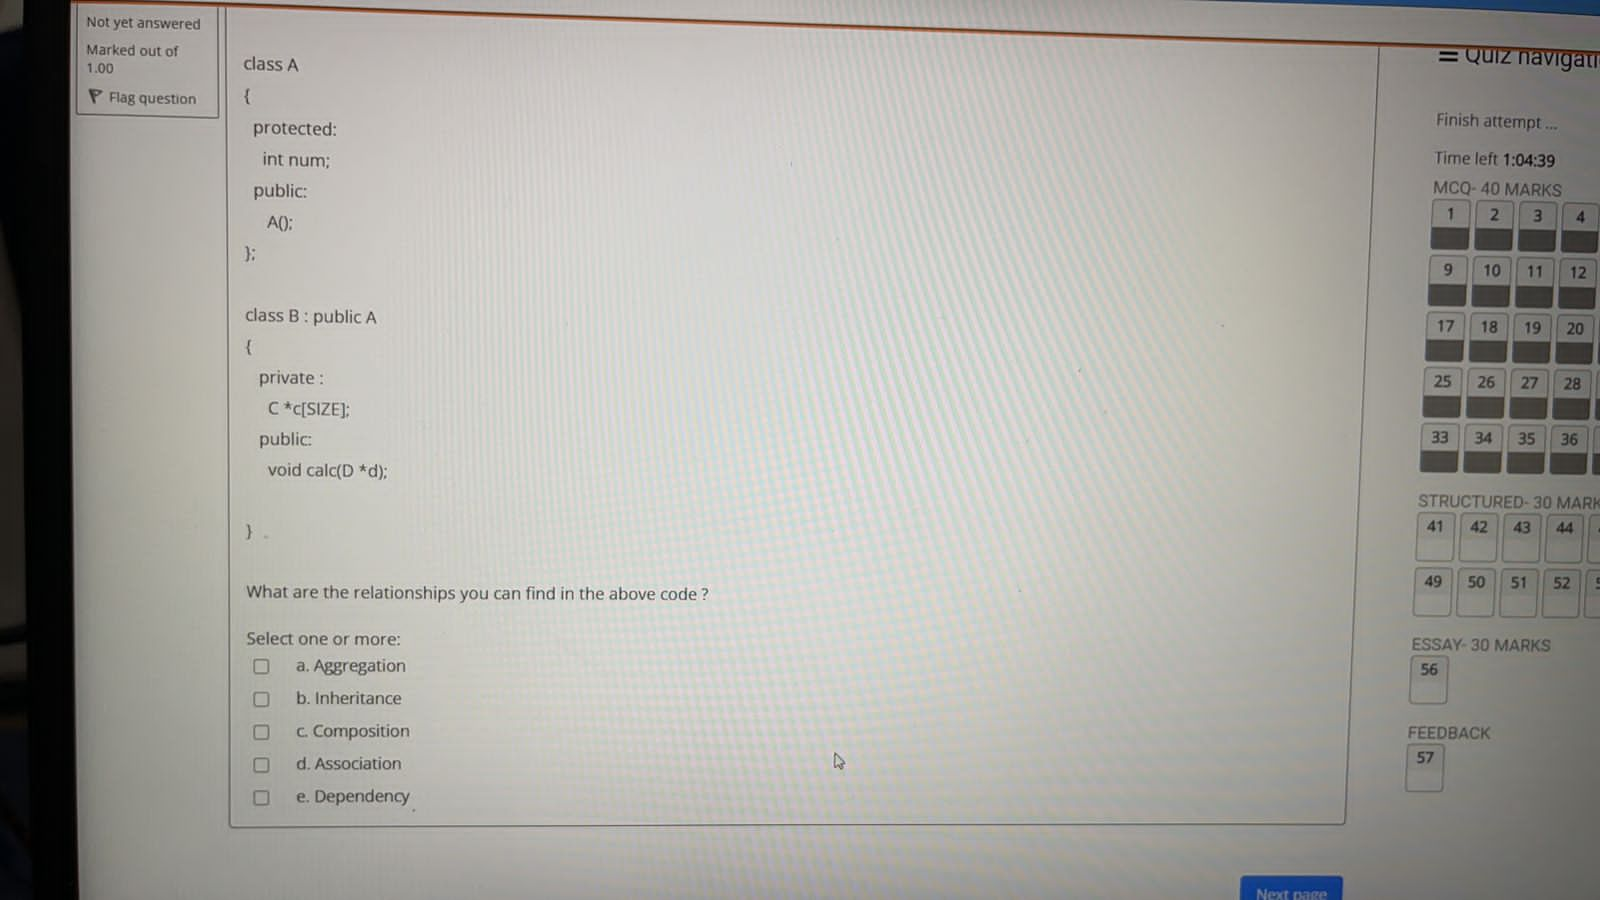 Not yet answered
Marked out of
1.00
Flag question
class A
{
protected:
int num;
public:
A();
};
class B : public A
{
private :
C *c[SIZE];
public:
void calc(D *d);
}
What are the relationships you can find in the above code ?
Select one or more:
a. Aggregation
b. Inheritance
c. Composition
d. Association
e. Dependency
Next page
Quiz navigati
Finish attempt ...
Time left 1:04:39
MCQ- 40 MARKS
1 2 3 4
9 10 11 12
17 18 19 20
25 26 27 28
33 34 35 36
STRUCTURED- 30 MARK
41 42 43 44
49 50 51 52
ESSAY- 30 MARKS
56
FEEDBACK
57